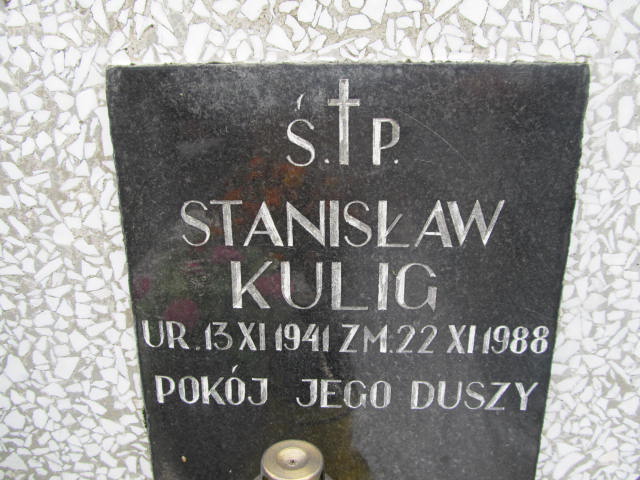 Ś.†P.
STANISŁAW
KULIG
UR.13 XI 1941 ZM.22 XI 1988
POKÓJ JEGO DUSZY